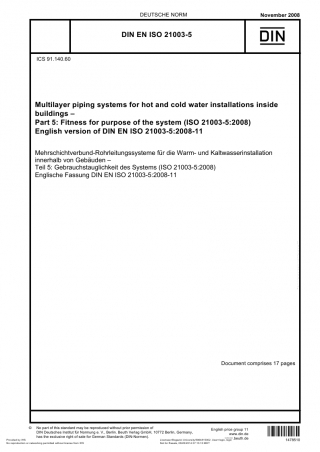 DEUTSCHE NORM
November 2008
DIN EN ISO 21003-5
DIN
ICS 91.140.60
Multilayer piping systems for hot and cold water installations inside
buildings –
Part 5: Fitness for purpose of the system (ISO 21003-5:2008)
English version of DIN EN ISO 21003-5:2008-11
Mehrschichtverbund-Rohrleitungssysteme für die Warm- und Kaltwasserinstallation
innerhalb von Gebäuden –
Teil 5: Gebrauchstauglichkeit des Systems (ISO 21003-5:2008)
Englische Fassung DIN EN ISO 21003-5:2008-11
Document comprises 17 pages
© No part of this standard may be reproduced without prior permission of
DIN Deutsches Institut für Normung e.V., Berlin. Beuth Verlag GmbH, 10772 Berlin, Germany,
has the exclusive right of sale for German Standards (DIN-Normen).
English price group 11
www.din.de
www.beuth.de